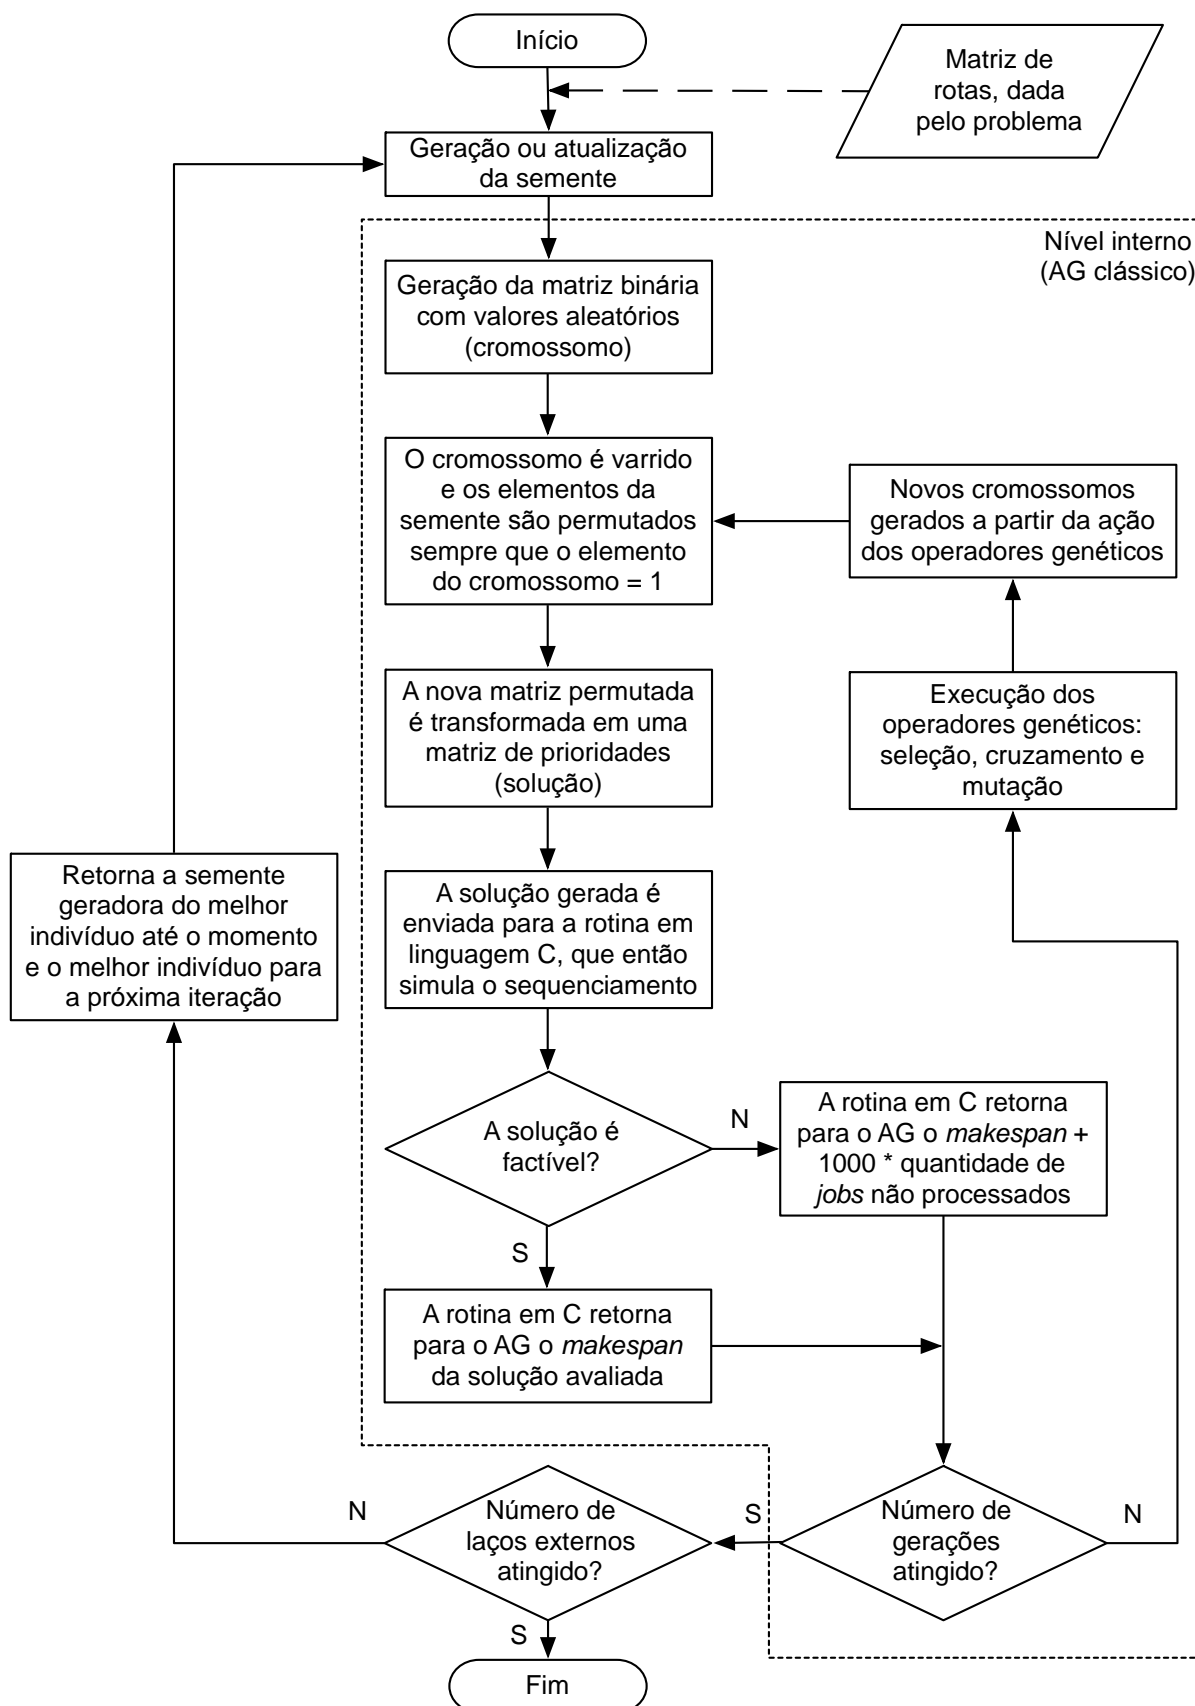 Início
Matriz de
rotas, dada
pelo problema
Geração ou atualização
da semente
Nível interno
(AG clássico)
Geração da matriz binária
com valores aleatórios
(cromossomo)
O cromossomo é varrido
e os elementos da
semente são permutados
sempre que o elemento
do cromossomo = 1
Novos cromossomos
gerados a partir da ação
dos operadores genéticos
A nova matriz permutada
é transformada em uma
matriz de prioridades
(solução)
Execução dos
operadores genéticos:
seleção, cruzamento e
mutação
Retorna a semente
geradora do melhor
indivíduo até o momento
e o melhor indivíduo para
a próxima iteração
A solução gerada é
enviada para a rotina em
linguagem C, que então
simula o sequenciamento
A solução é
factível?
N
A rotina em C retorna
para o AG o makespan +
1000 * quantidade de
jobs não processados
S
A rotina em C retorna
para o AG o makespan
da solução avaliada
N
Número de
laços externos
atingido?
S
Número de
gerações
atingido?
N
S
Fim